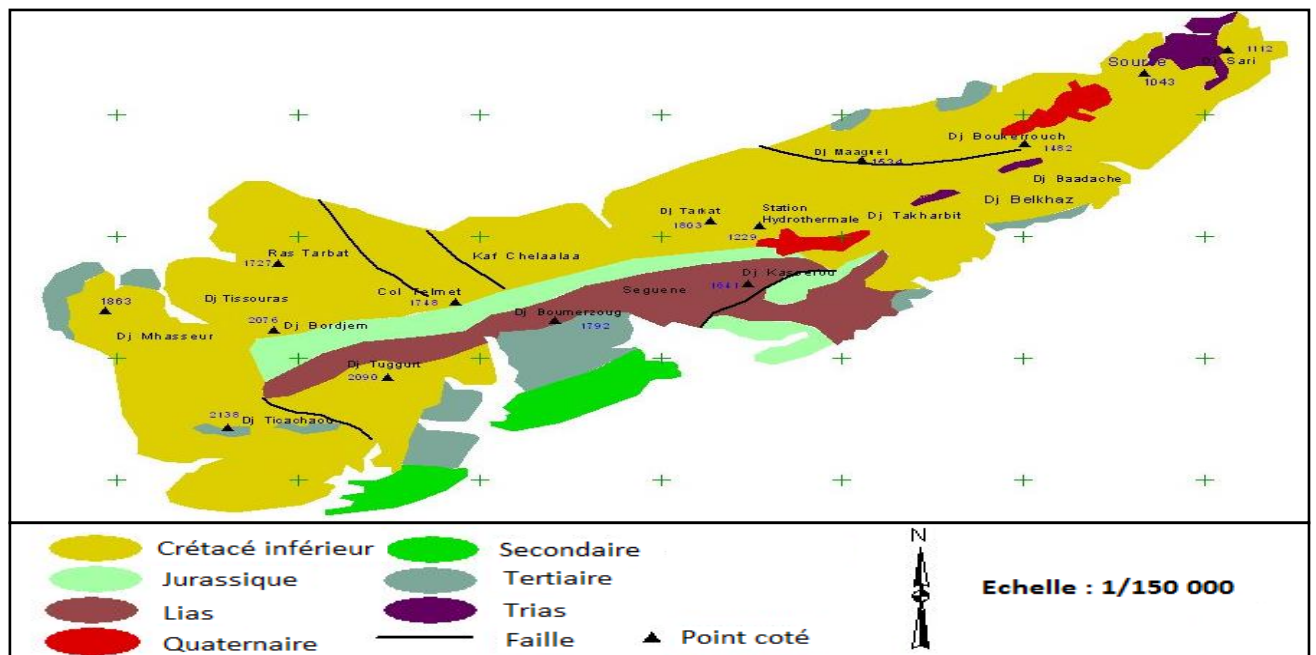 1112
Dj Sari
Source
1043
Dj Boukerrouch
1482
Dj Maaguel
1534
Dj Baadache
Dj Belkhaz
Dj Tarkat
1803
Station
Hydrothermale
1229
Dj Takharbit
Ras Tarbat
1727
Kaf Chelaalaa
Dj Kasserou
1641
Seguene
Col Telmet
1748
1863
Dj Tissouras
2076
Dj Bordjem
Dj Mhasseur
Dj Boumerzoug
1792
Dj Tuggurt
2090
2138
Dj Ticachaou
Crétacé inférieur
Secondaire
N
Jurassique
Tertiaire
Echelle : 1/150 000
Lias
Trias
Quaternaire
Faille
Point coté